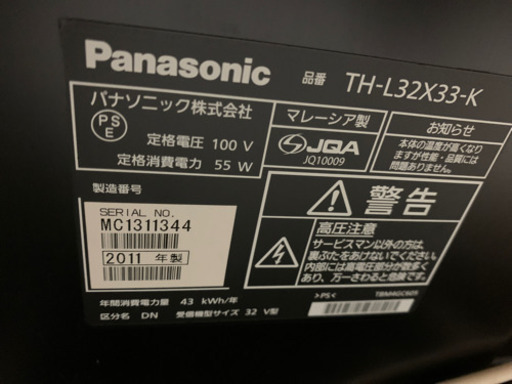 Panasonic 品番 TH-L32X33-K
パナソニック株式会社
PS
E
定格電圧 100 V
定格消費電力 55 W
マレーシア製
JQA
JQ10009
お知らせ
本体の温度が高くなり
ますが性能・品質には
問題ありません。
製造番号
SERIAL NO.
MC1311344
2011 年製
警告
高圧注意
サービスマン以外の方は、
裏ぶたをあけないでください。
内部には高電圧部分が数多く
あり、万一さわると危険です。
年間消費電力量 43 kWh/年
区分名 DN 受信機型サイズ 32 V型
>PS<